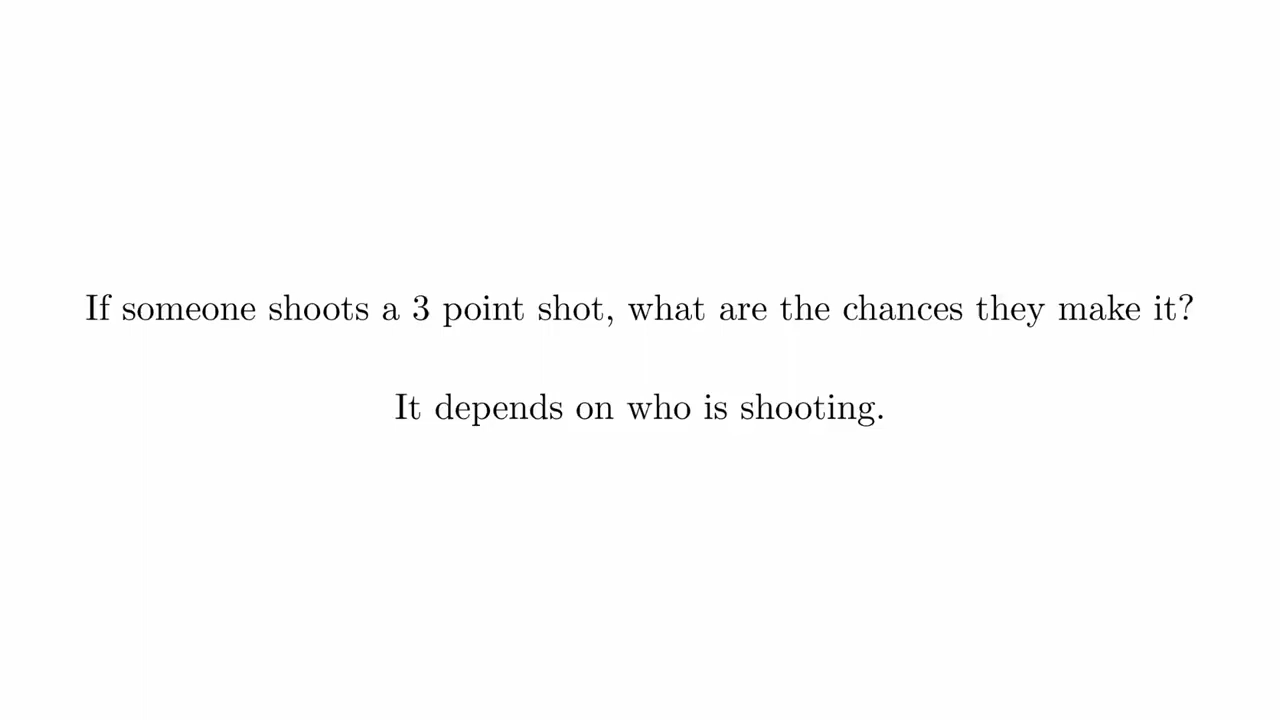 If someone shoots a 3 point shot, what are the chances they make it?
It depends on who is shooting.